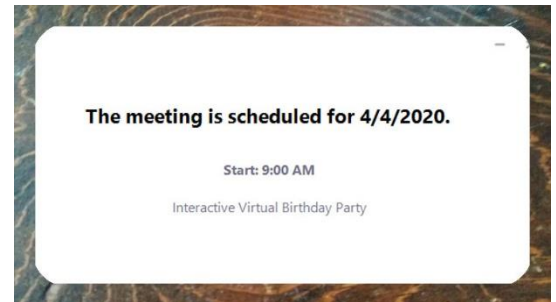 The meeting is scheduled for 4/4/2020.
Start: 9:00 AM
Interactive Virtual Birthday Party